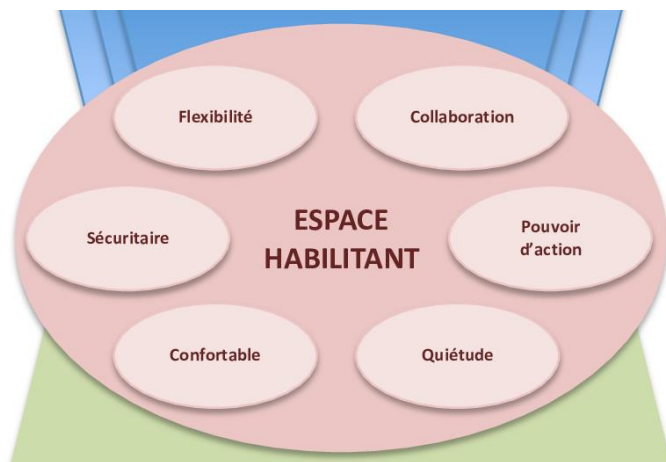 Flexibilité
Collaboration
ESPACE
HABILITANT
Sécuritaire
Pouvoir
d'action
Confortable
Quiétude